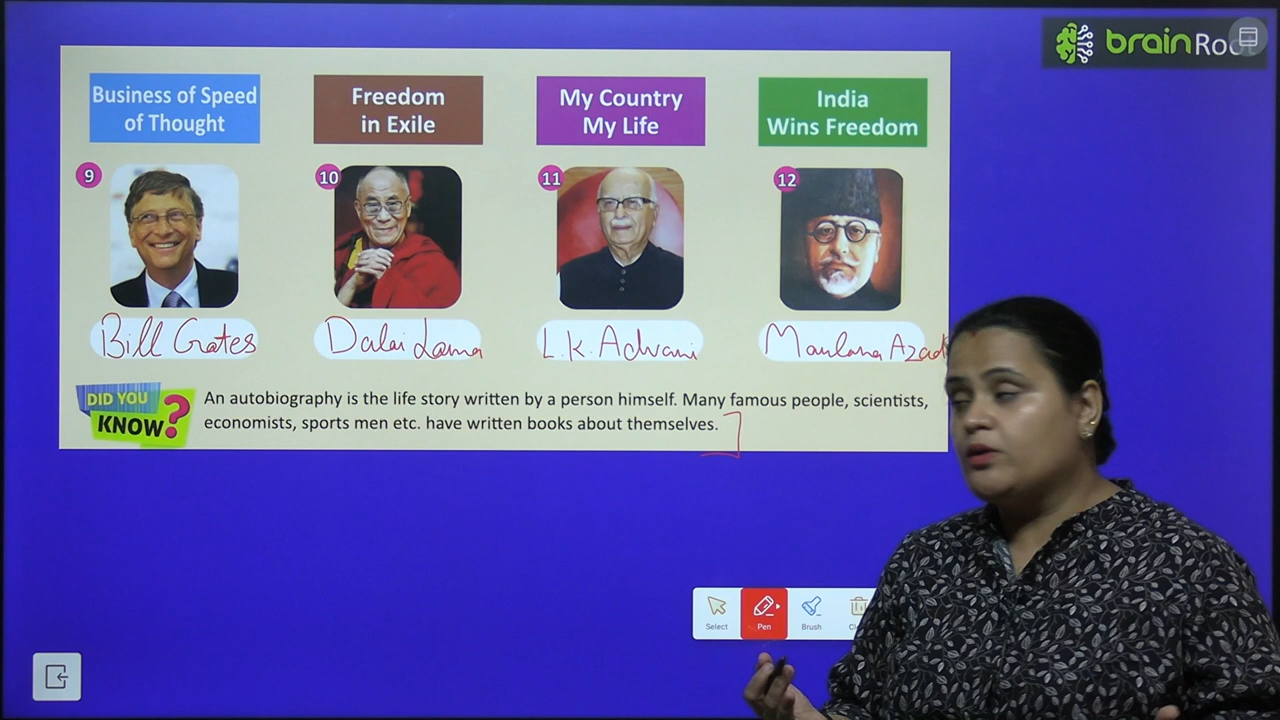 brainRoot
Business of Speed
of Thought
Freedom
in Exile
My Country
My Life
India
Wins Freedom
9
10
11
12
Bill Gates
Dalai Lama
L.K. Advani
Maulana Azad
DID YOU
KNOW?
An autobiography is the life story written by a person himself. Many famous people, scientists,
economists, sports men etc. have written books about themselves.
Select
Pen
Brush